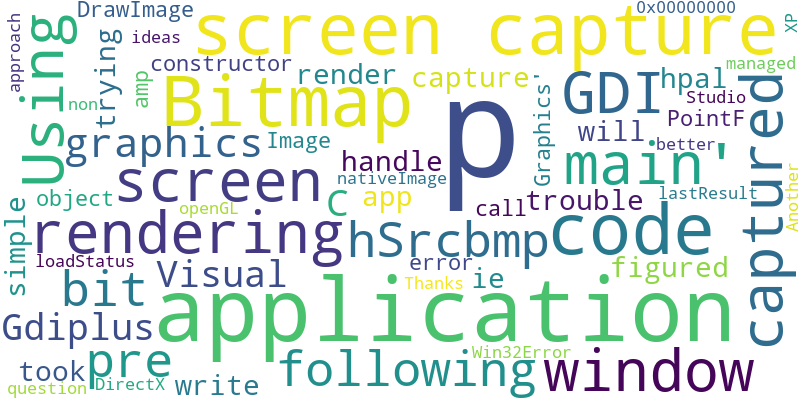 approach
DrawImage
ideas
screen capture
0x00000000
XP
Using
trying
constructor
amp
render
capture
managed
non
Bitmap
p
GDI
hpal
Studio
PointF
captured
graphics
Image
Graphics'
will
better
main'
handle
nativeImage
screen
object
simple
openGL
C
app
call
trouble
lastResult
Another
rendering
hSrcbmp
code
loadStatus
Visual
error
ie
figured
bit
Thanks
application
Gdiplus
pre
following
Win32Error
window
took
question
DirectX
write